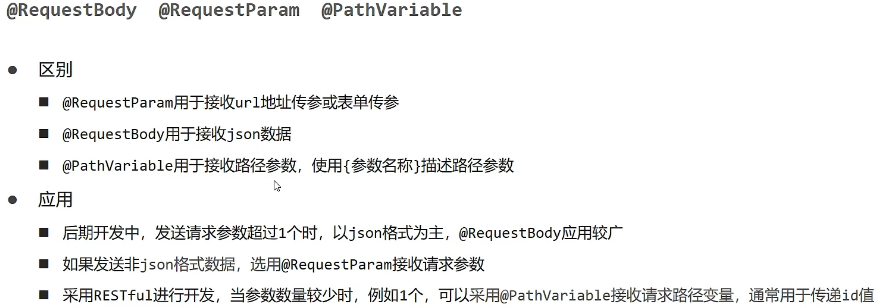 @RequestBody @RequestParam @PathVariable
区别
@RequestParam用于接收url地址传参或表单传参
@RequestBody用于接收json数据
@PathVariable用于接收路径参数，使用{参数名称}描述路径参数
应用
后期开发中，发送请求参数超过1个时，以json格式为主，@RequestBody应用较广
如果发送非json格式数据，选用@RequestParam接收请求参数
采用RESTful进行开发，当参数数量较少时，例如1个，可以采用@PathVariable接收请求路径变量，通常用于传递id值